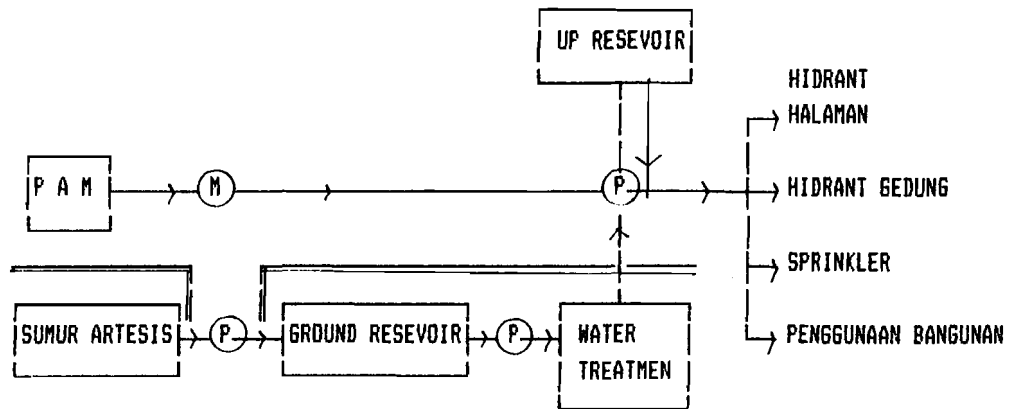 UP RESEVOIR
HIDRANT
HALAMAN
P A M
M
P
HIDRANT GEDUNG
SPRINKLER
SUMUR ARTESIS
P
GROUND RESEVOIR
P
WATER
TREATMEN
PENGGUNAAN BANGUNAN